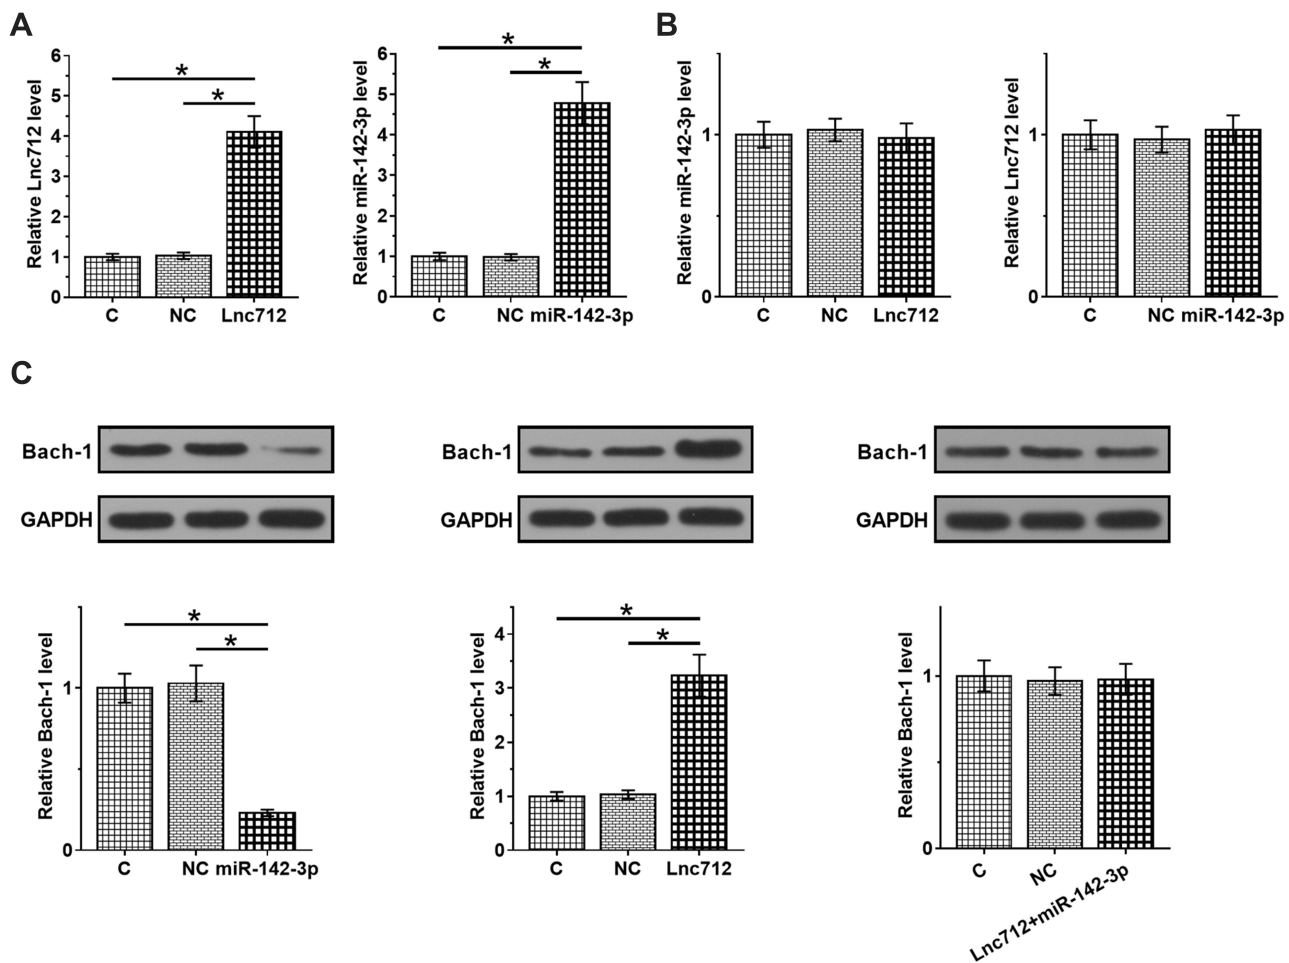 A
B
Relative Lnc712 level
6
5
4
3
2
1
0
*
*
C
NC
Lnc712
Relative miR-142-3p level
6
5
4
3
2
1
0
*
*
C
NC
miR-142-3p
Relative miR-142-3p level
1
0
C
NC
Lnc712
Relative Lnc712 level
1
0
C
NC
miR-142-3p
C
Bach-1
GAPDH
Bach-1
GAPDH
Bach-1
GAPDH
Relative Bach-1 level
1
0
*
*
C
NC
miR-142-3p
Relative Bach-1 level
4
3
2
1
0
*
*
C
NC
Lnc712
Relative Bach-1 level
1
0
C
NC
Lnc712+miR-142-3p